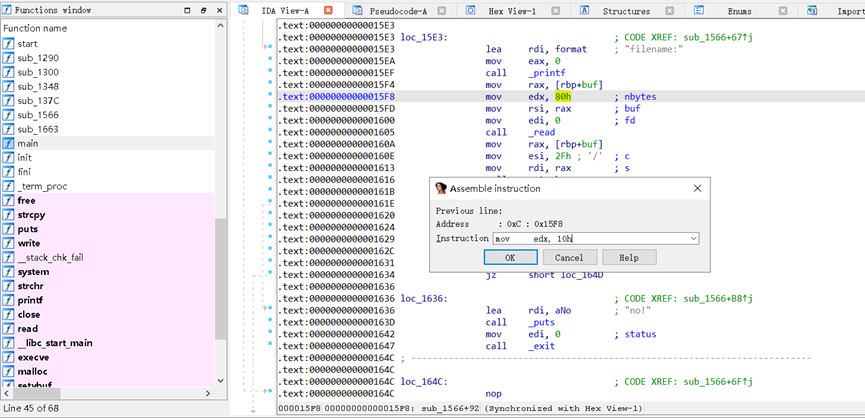 Functions window
IDA View-A
Pseudocode-A
Hex View-1
Structures
Enums
Import
Function name
start
sub_1290
sub_1300
sub_1348
sub_137C
sub_1566
sub_1663
main
init
fini
_term_proc
free
strcpy
puts
write
__stack_chk_fail
system
strchr
printf
close
read
__libc_start_main
execve
malloc
setvbuf
Line 45 of 68
.text:00000000000015E3
.text:00000000000015E3 loc_15E3: ; CODE XREF: sub_1566+67↑j
.text:00000000000015E3 lea rdi, format ; "filename:"
.text:00000000000015EA mov eax, 0
.text:00000000000015EF call _printf
.text:00000000000015F4 mov rax, [rbp+buf]
.text:00000000000015F8 mov edx, 80h ; nbytes
.text:00000000000015FD mov rsi, rax ; buf
.text:0000000000001600 mov edi, 0 ; fd
.text:0000000000001605 call _read
.text:000000000000160A mov rax, [rbp+buf]
.text:000000000000160E mov esi, 2Fh ; '/' ; c
.text:0000000000001613 mov rdi, rax ; s
.text:0000000000001616
.text:000000000000161B
.text:000000000000161E
.text:0000000000001620
.text:0000000000001624
.text:0000000000001629
.text:000000000000162C
.text:0000000000001631
.text:0000000000001634 jz short loc_164D
.text:0000000000001636
.text:0000000000001636 loc_1636: ; CODE XREF: sub_1566+B8↑j
.text:0000000000001636 lea rdi, aNo ; "no!"
.text:000000000000163D call _puts
.text:0000000000001642 mov edi, 0 ; status
.text:0000000000001647 call _exit
.text:000000000000164C ;
.text:000000000000164C
.text:000000000000164C loc_164C: ; CODE XREF: sub_1566+6F↑j
.text:000000000000164C nop
000015F8 00000000000015F8: sub_1566+92 (Synchronized with Hex View-1)
Assemble instruction
Previous line:
Address : 0xC : 0x15F8
Instruction mov edx, 10h
OK
Cancel
Help